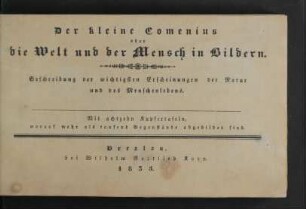 Der kleine Comenius
oder
die Welt und der Mensch in Bildern.
Beschreibung der wichtigsten Erscheinungen der Natur
und des Menschenlebens.
Mit achtzehn Kupfertafeln,
worauf mehr als tausend Gegenstände abgebildet sind.
Breslau,
bei Wilhelm Gottlieb Korn.